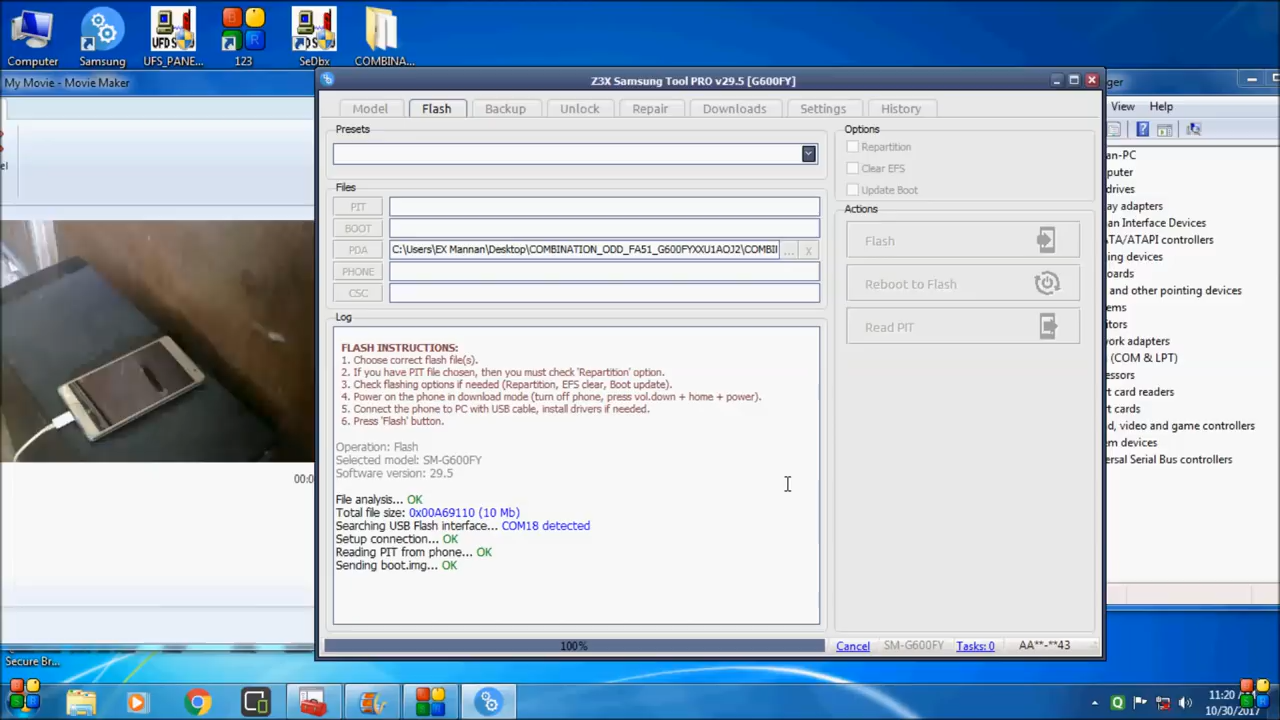 Computer
Samsung
UFS_PANE...
123
SeDbx
COMBINA...
My Movie - Movie Maker
Z3X Samsung Tool PRO v29.5 [G600FY]
ger
View Help
Model Flash Backup Unlock Repair Downloads Settings History
Presets
Options
Repartition
Clear EFS
Update Boot
Files
PIT
BOOT
PDA C:\Users\EX Mannan\Desktop\COMBINATION_ODD_FA51_G600FYXXU1AOJ2\COMBII ... x
PHONE
CSC
Actions
Flash
Reboot to Flash
Read PIT
Log
FLASH INSTRUCTIONS:
1. Choose correct flash file(s).
2. If you have PIT file chosen, then you must check 'Repartition' option.
3. Check flashing options if needed (Repartition, EFS clear, Boot update).
4. Power on the phone in download mode (turn off phone, press vol.down + home + power).
5. Connect the phone to PC with USB cable, install drivers if needed.
6. Press 'Flash' button.
Operation: Flash
Selected model: SM-G600FY
Software version: 29.5
File analysis... OK
Total file size: 0x00A69110 (10 Mb)
Searching USB Flash interface... COM18 detected
Setup connection... OK
Reading PIT from phone... OK
Sending boot.img... OK
100%
Cancel SM-G600FY Tasks: 0 AA**-**43
an-PC
puter
drives
ay adapters
an Interface Devices
TA/ATAPI controllers
ing devices
oards
and other pointing devices
ems
itors
work adapters
(COM & LPT)
essors
rt card readers
rt cards
d, video and game controllers
em devices
ersal Serial Bus controllers
el
00:0
Secure Br...
11:20
10/30/2017